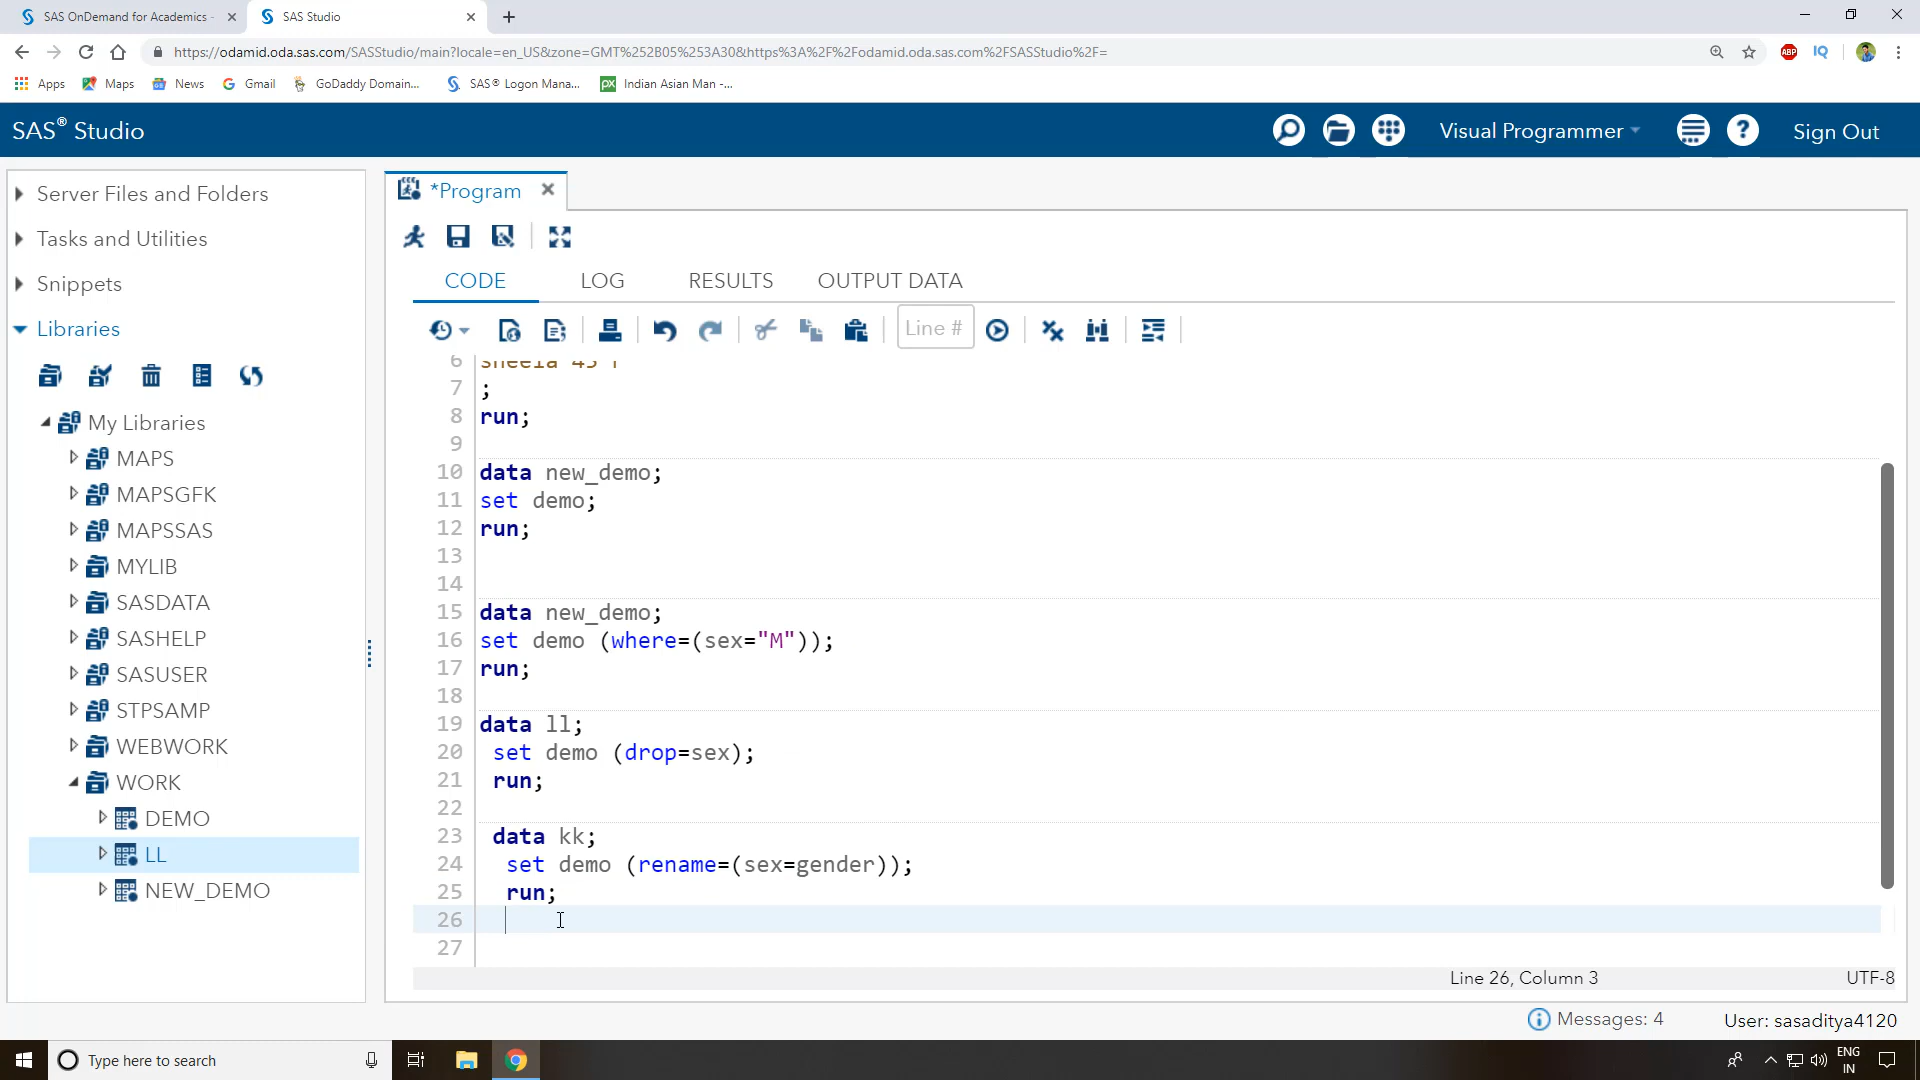 SAS OnDemand for Academics -
SAS Studio
https://odamid.oda.sas.com/SASStudio/main?locale=en_US&zone=GMT%252B05%253A30&https%3A%2F%2Fodamid.oda.sas.com%2FSASStudio%2F=
ABP
IQ
Apps
Maps
News
Gmail
GoDaddy Domain...
SAS® Logon Mana...
px
Indian Asian Man -...
SAS® Studio
Visual Programmer
?
Sign Out
Server Files and Folders
Tasks and Utilities
Snippets
Libraries
My Libraries
MAPS
MAPSGFK
MAPSSAS
MYLIB
SASDATA
SASHELP
SASUSER
STPSAMP
WEBWORK
WORK
DEMO
LL
NEW_DEMO
*Program
CODE
LOG
RESULTS
OUTPUT DATA
Line #
6 sheela 45 f
7 ;
8 run;
9
10 data new_demo;
11 set demo;
12 run;
13
14
15 data new_demo;
16 set demo (where=(sex="M"));
17 run;
18
19 data ll;
20 set demo (drop=sex);
21 run;
22
23 data kk;
24 set demo (rename=(sex=gender));
25 run;
26
27
Line 26, Column 3
UTF-8
Messages: 4
User: sasaditya4120
Type here to search
ENG
IN